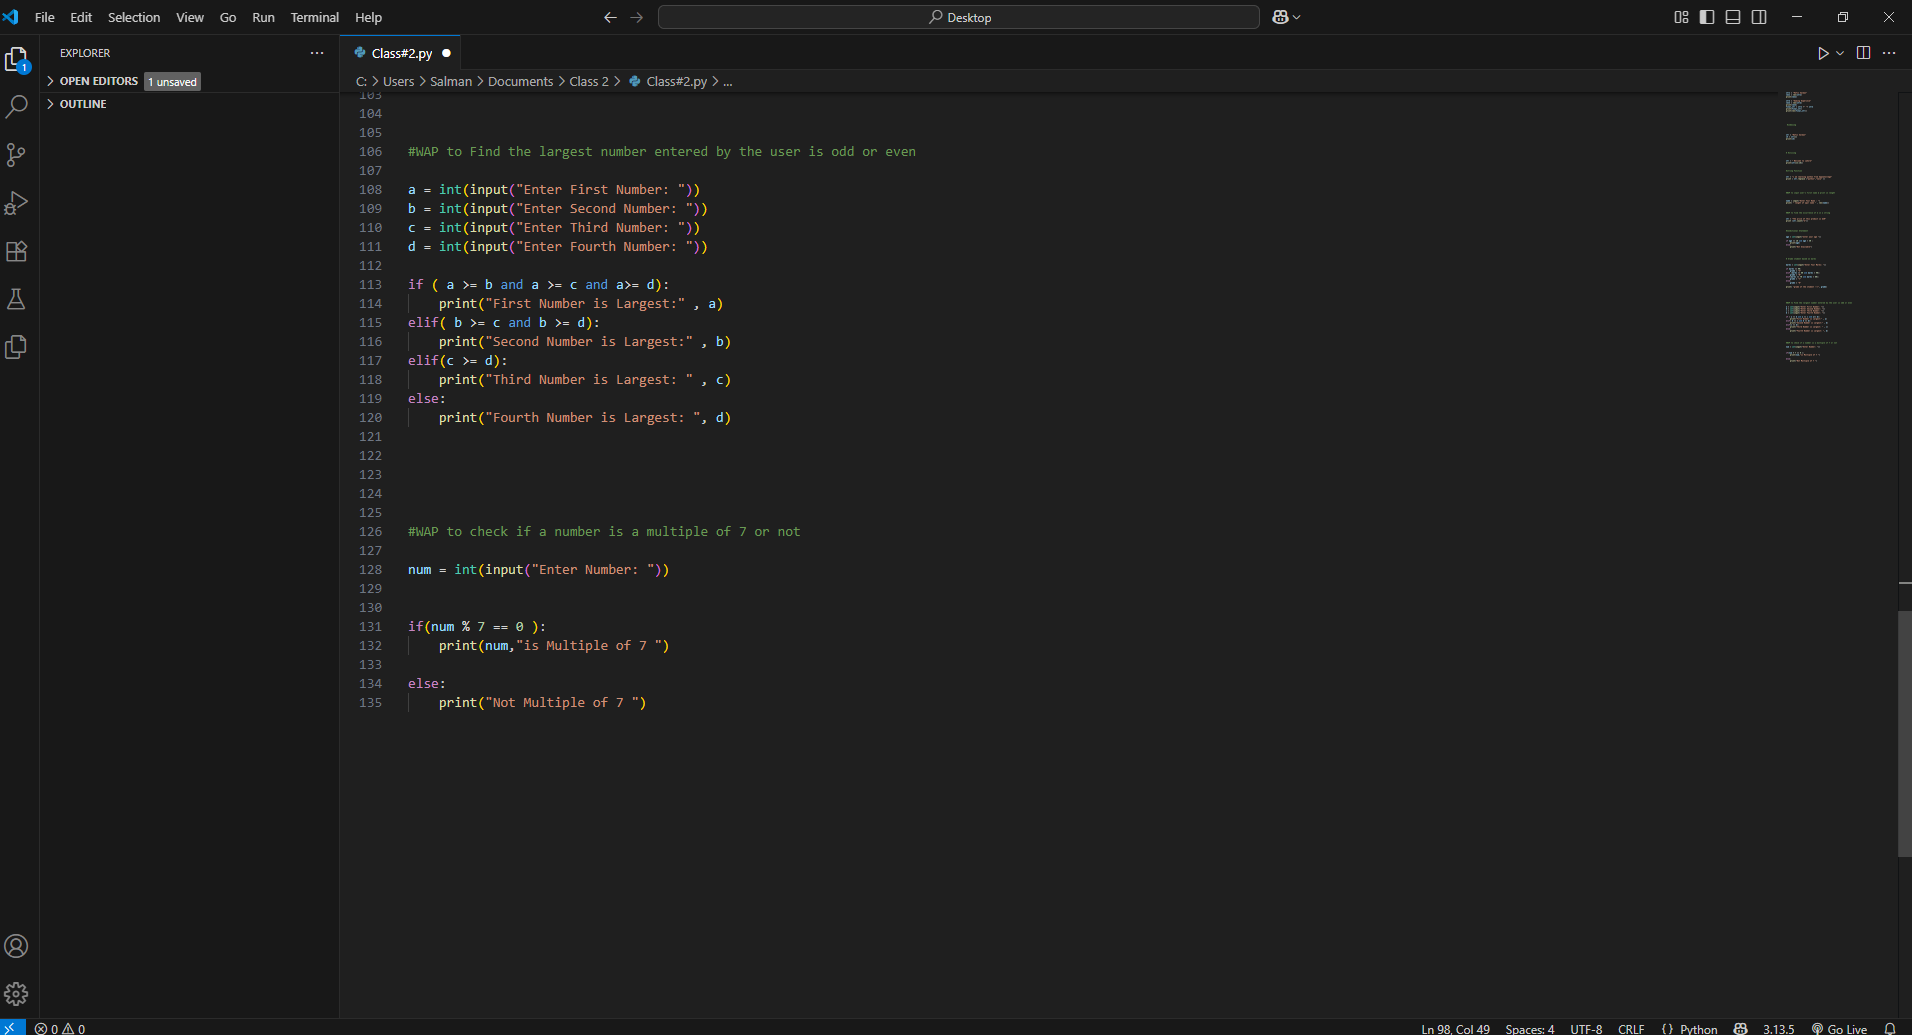 File Edit Selection View Go Run Terminal Help
Desktop
EXPLORER
1
OPEN EDITORS 1 unsaved
OUTLINE
Class#2.py
C: > Users > Salman > Documents > Class 2 > Class#2.py > ...
103
104
105
106 #WAP to Find the largest number entered by the user is odd or even
107
108 a = int(input("Enter First Number: "))
109 b = int(input("Enter Second Number: "))
110 c = int(input("Enter Third Number: "))
111 d = int(input("Enter Fourth Number: "))
112
113 if ( a >= b and a >= c and a>= d):
114     print("First Number is Largest:" , a)
115 elif( b >= c and b >= d):
116     print("Second Number is Largest:" , b)
117 elif(c >= d):
118     print("Third Number is Largest: " , c)
119 else:
120     print("Fourth Number is Largest: ", d)
121
122
123
124
125
126 #WAP to check if a number is a multiple of 7 or not
127
128 num = int(input("Enter Number: "))
129
130
131 if(num % 7 == 0 ):
132     print(num,"is Multiple of 7 ")
133
134 else:
135     print("Not Multiple of 7 ")
0 0 Ln 98, Col 49 Spaces: 4 UTF-8 CRLF {} Python 3.13.5 Go Live